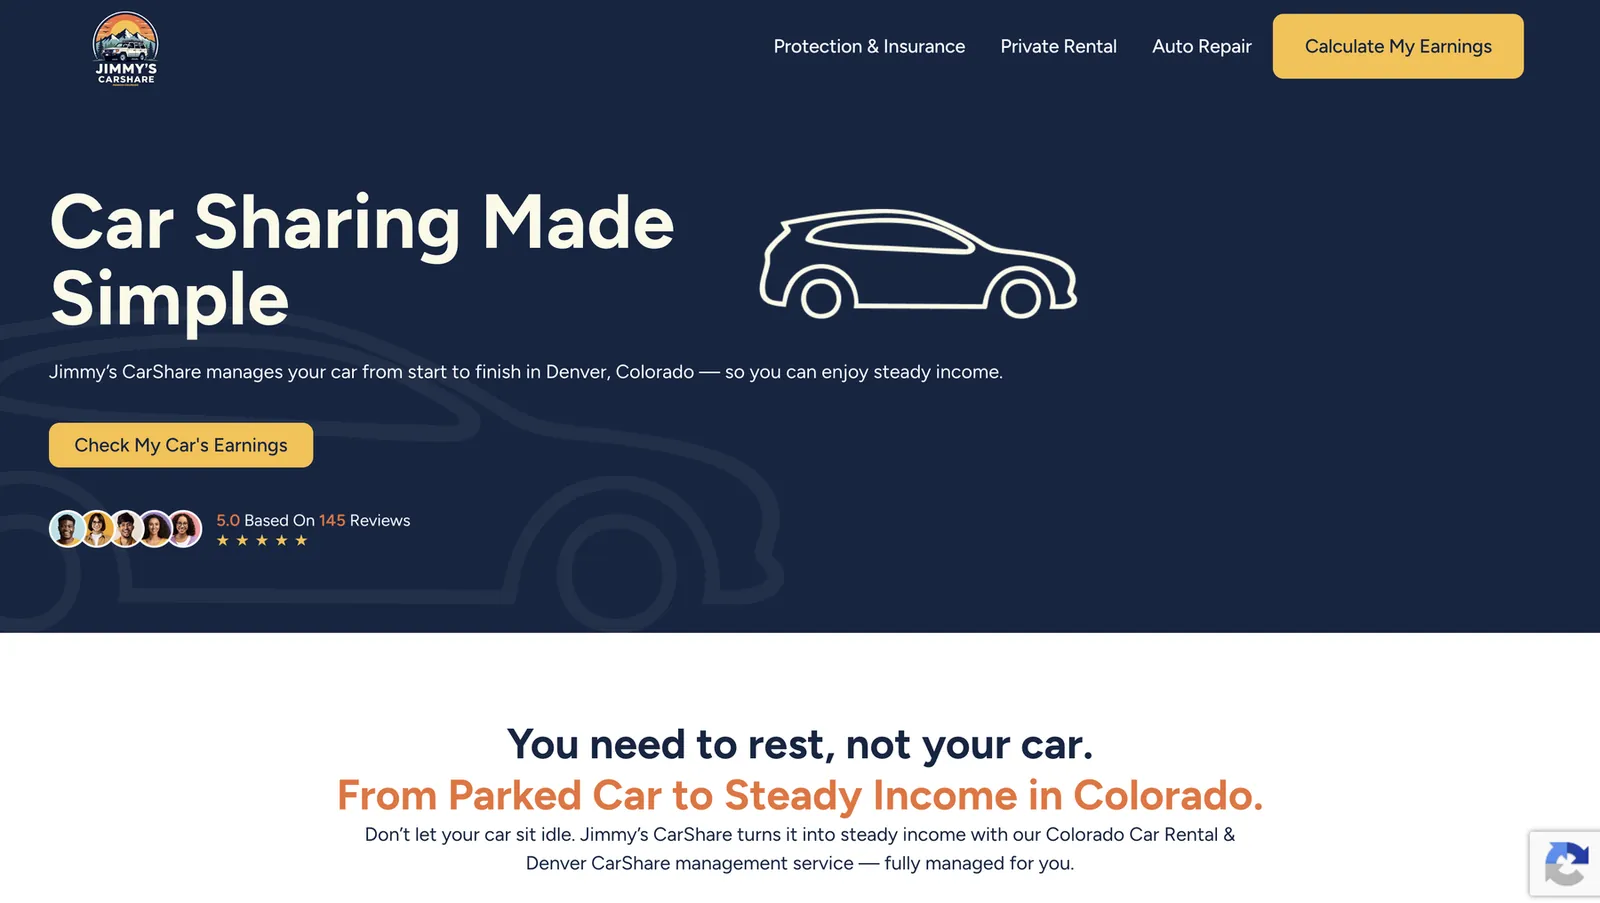 JIMMY'S
CARSHARE
Protection & Insurance
Private Rental
Auto Repair
Calculate My Earnings
Car Sharing Made
Simple
Jimmy’s CarShare manages your car from start to finish in Denver, Colorado — so you can enjoy steady income.
Check My Car's Earnings
5.0 Based On 145 Reviews
You need to rest, not your car.
From Parked Car to Steady Income in Colorado.
Don’t let your car sit idle. Jimmy’s CarShare turns it into steady income with our Colorado Car Rental &
Denver CarShare management service — fully managed for you.